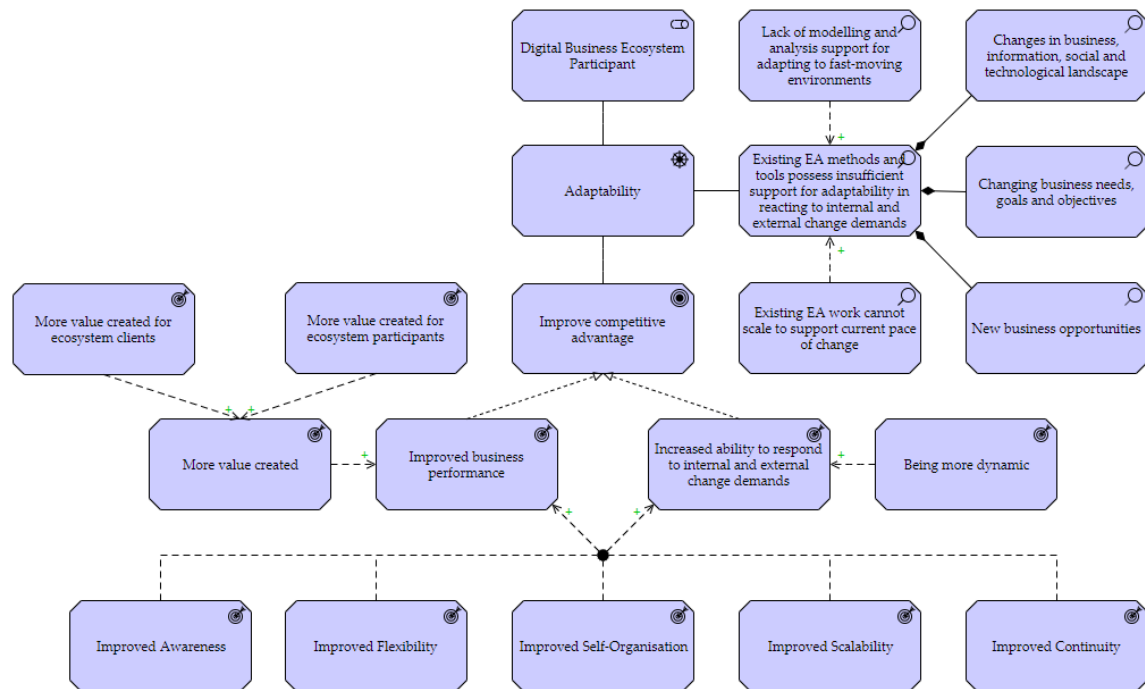 Digital Business Ecosystem
Participant
Lack of modelling and
analysis support for
adapting to fast-moving
environments
Changes in business,
information, social and
technological landscape
+
Adaptability
Existing EA methods and
tools possess insufficient
support for adaptability in
reacting to internal and
external change demands
Changing business needs,
goals and objectives
+
More value created for
ecosystem clients
More value created for
ecosystem participants
Improve competitive
advantage
Existing EA work cannot
scale to support current pace
of change
New business opportunities
+
+
More value created
+
Improved business
performance
Increased ability to respond
to internal and external
change demands
+
Being more dynamic
+
+
Improved Awareness
Improved Flexibility
Improved Self-Organisation
Improved Scalability
Improved Continuity